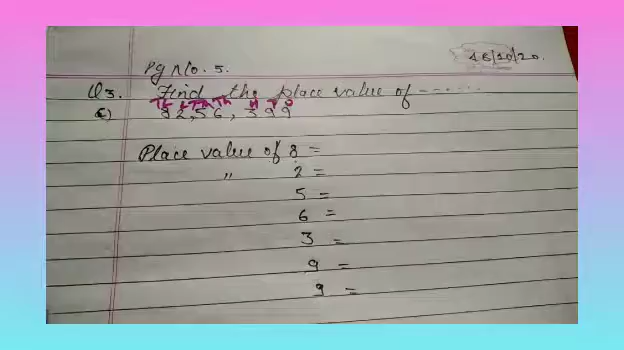 Pg No. 5.
16/10/20.
Q3. Find the place value of -------
TL L TTh Th H T O
c) 82,56,399
Place value of 8 =
" 2 =
5 =
6 =
3 =
9 =
9 =